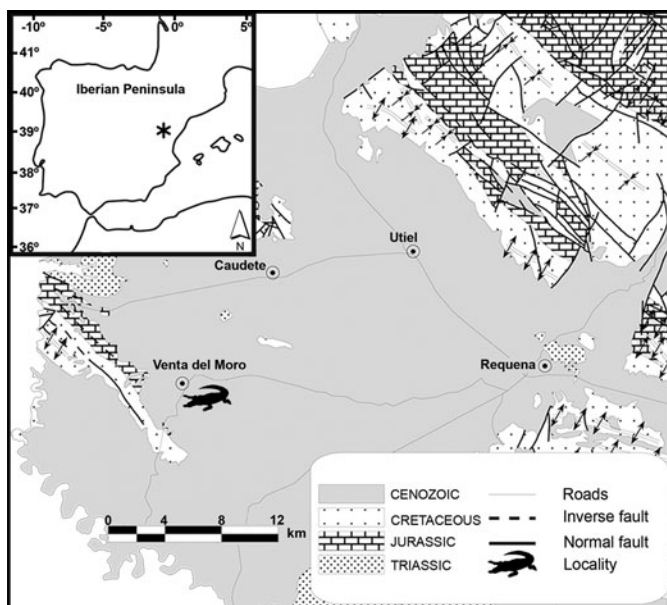 -10° -5° 0° 5°
41°
40°
39°
38°
37°
36°
Iberian Peninsula
*
N
Utiel
Caudete
Venta del Moro
Requena
0 4 8 12
km
CENOZOIC
CRETACEOUS
JURASSIC
TRIASSIC
Roads
Inverse fault
Normal fault
Locality